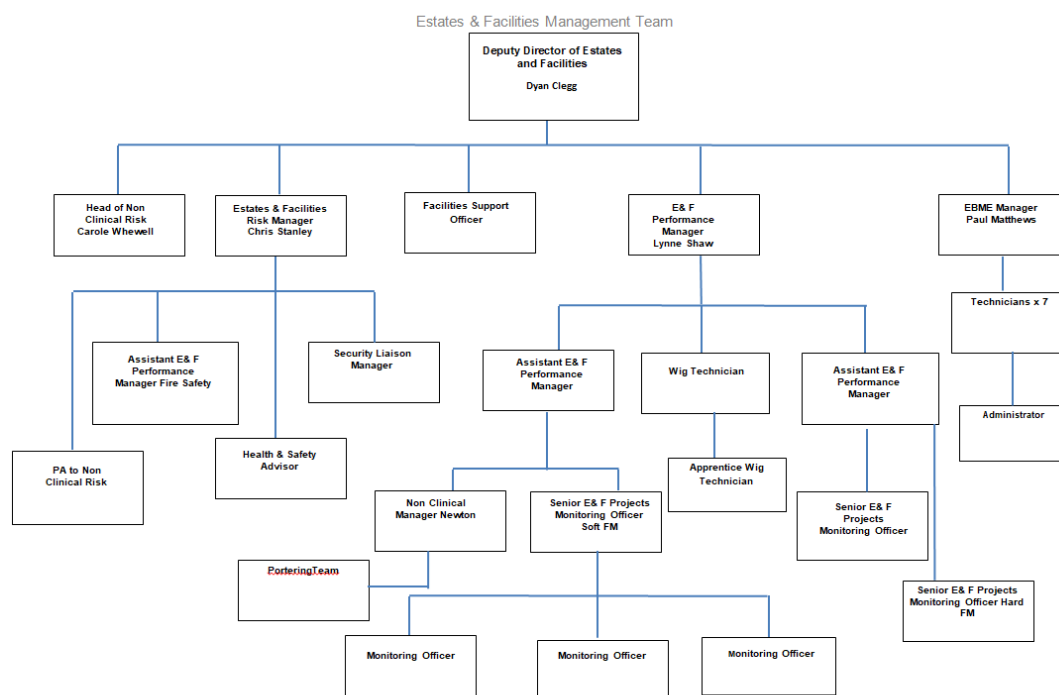 Estates & Facilities Management Team
Deputy Director of Estates
and Facilities
Dyan Clegg
Head of Non
Clinical Risk
Carole Whewell
Estates & Facilities
Risk Manager
Chris Stanley
Facilities Support
Officer
E& F
Performance
Manager
Lynne Shaw
EBME Manager
Paul Matthews
Technicians x 7
Assistant E& F
Performance
Manager Fire Safety
Security Liaison
Manager
Assistant E& F
Performance
Manager
Wig Technician
Assistant E& F
Performance
Manager
Administrator
PA to Non
Clinical Risk
Health & Safety
Advisor
Apprentice Wig
Technician
Non Clinical
Manager Newton
Senior E& F Projects
Monitoring Officer
Soft FM
Senior E& F
Projects
Monitoring Officer
PorteringTeam
Senior E& F Projects
Monitoring Officer Hard
FM
Monitoring Officer
Monitoring Officer
Monitoring Officer